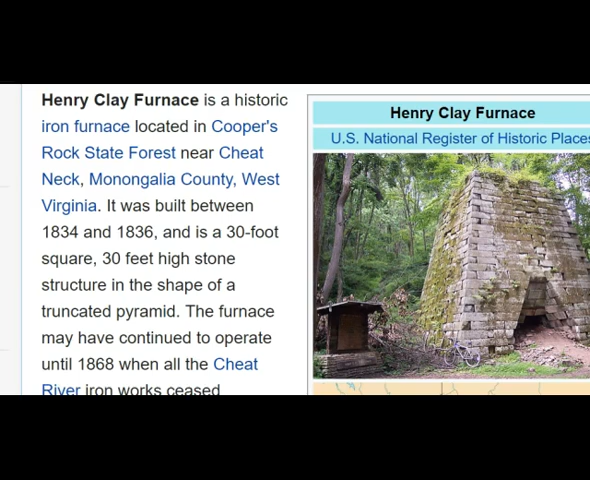 Henry Clay Furnace is a historic
iron furnace located in Cooper's
Rock State Forest near Cheat
Neck, Monongalia County, West
Virginia. It was built between
1834 and 1836, and is a 30-foot
square, 30 feet high stone
structure in the shape of a
truncated pyramid. The furnace
may have continued to operate
until 1868 when all the Cheat
River iron works ceased
Henry Clay Furnace
U.S. National Register of Historic Places